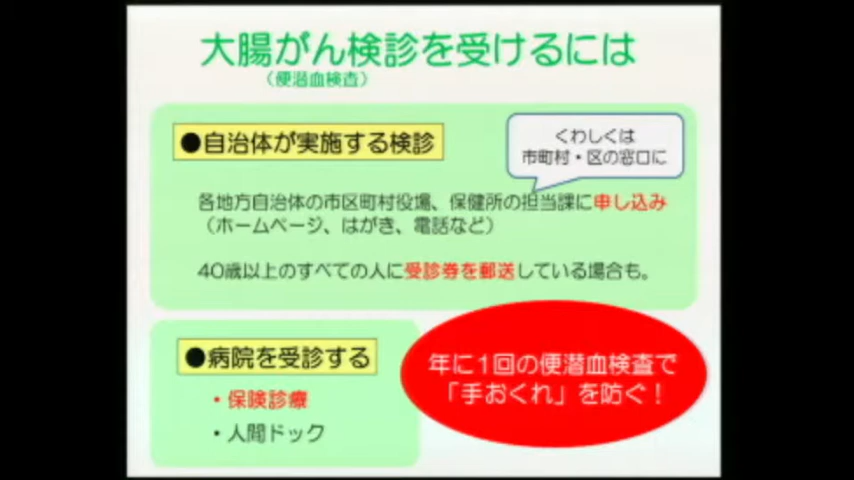 大腸がん検診を受けるには
（便潜血検査）
●自治体が実施する検診
くわしくは
市町村・区の窓口に
各地方自治体の市区町村役場、保健所の担当課に申し込み
（ホームページ、はがき、電話など）
40歳以上のすべての人に受診券を郵送している場合も。
●病院を受診する
・保険診療
・人間ドック
年に1回の便潜血検査で
「手おくれ」を防ぐ！